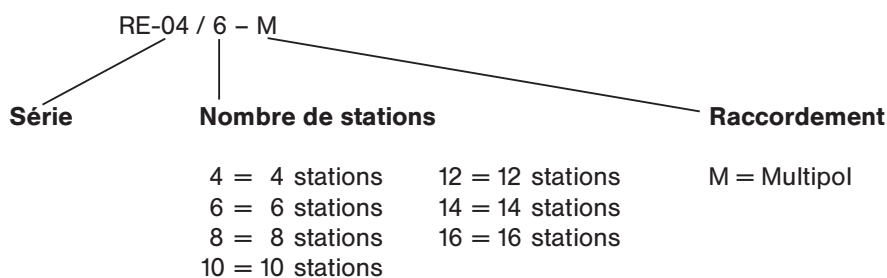 RE-04 / 6 – M
Série Nombre de stations Raccordement
4 = 4 stations 12 = 12 stations M = Multipol
6 = 6 stations 14 = 14 stations
8 = 8 stations 16 = 16 stations
10 = 10 stations